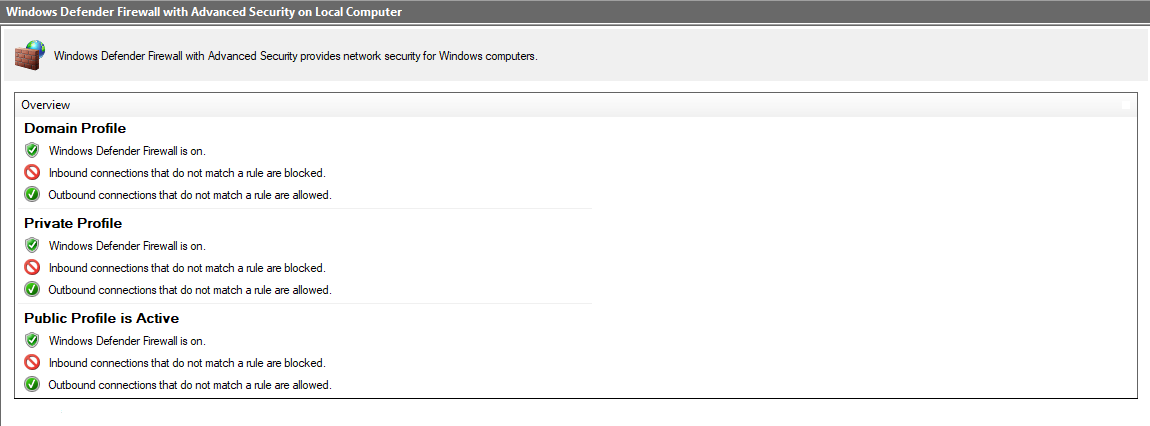 Windows Defender Firewall with Advanced Security on Local Computer
Windows Defender Firewall with Advanced Security provides network security for Windows computers.
Overview
Domain Profile
Windows Defender Firewall is on.
Inbound connections that do not match a rule are blocked.
Outbound connections that do not match a rule are allowed.
Private Profile
Windows Defender Firewall is on.
Inbound connections that do not match a rule are blocked.
Outbound connections that do not match a rule are allowed.
Public Profile is Active
Windows Defender Firewall is on.
Inbound connections that do not match a rule are blocked.
Outbound connections that do not match a rule are allowed.